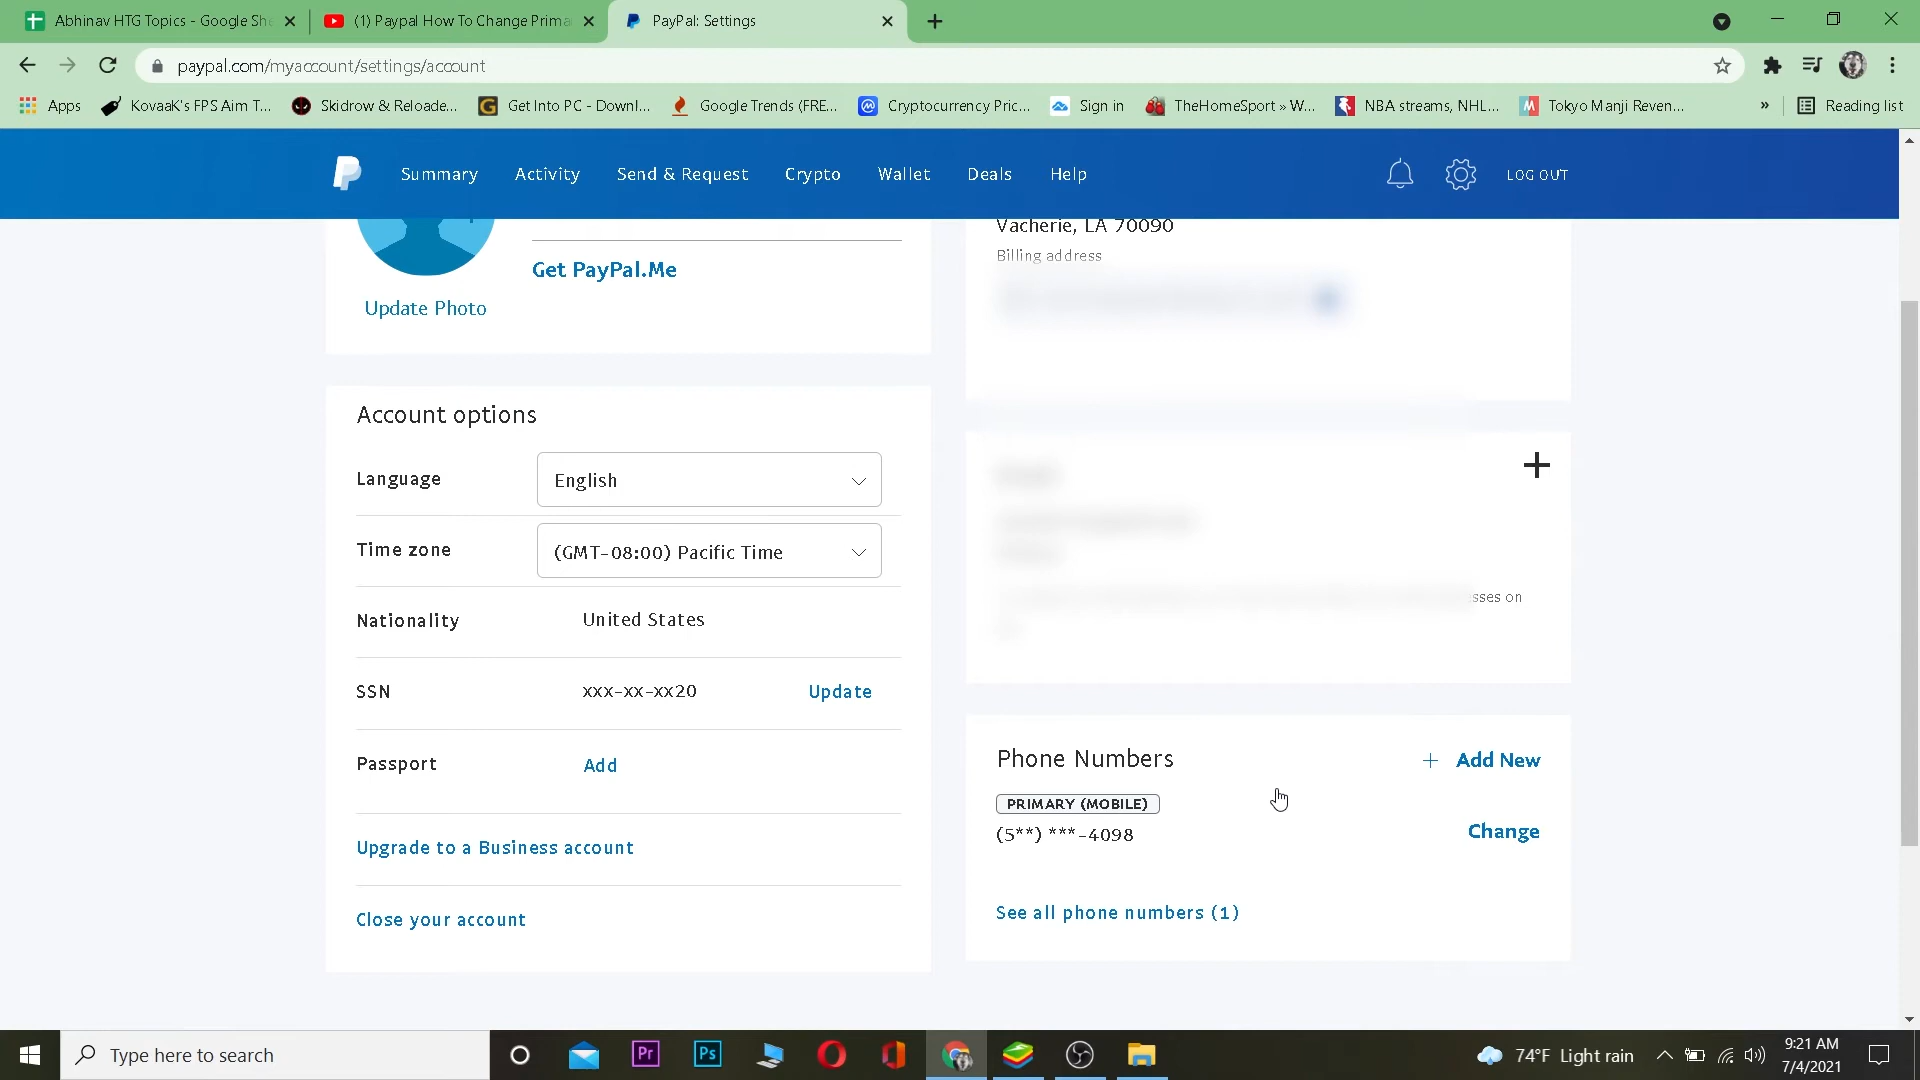 Abhinav HTG Topics - Google She
(1) Paypal How To Change Prima
PayPal: Settings
paypal.com/myaccount/settings/account
Apps
KovaaK's FPS Aim T...
Skidrow & Reloade...
Get Into PC - Downl...
Google Trends (FRE...
Cryptocurrency Pric...
Sign in
TheHomeSport » W...
NBA streams, NHL...
Tokyo Manji Reven...
»
Reading list
Summary
Activity
Send & Request
Crypto
Wallet
Deals
Help
LOG OUT
Get PayPal.Me
Update Photo
Vacherie, LA 70090
Billing address
Account options
Language
English
Time zone
(GMT-08:00) Pacific Time
Nationality
United States
SSN
xxx-xx-xx20
Update
Passport
Add
Upgrade to a Business account
Close your account
sses on
Phone Numbers
+ Add New
PRIMARY (MOBILE)
(5**) ***-4098
Change
See all phone numbers (1)
Type here to search
Pr
Ps
74°F Light rain
9:21 AM
7/4/2021